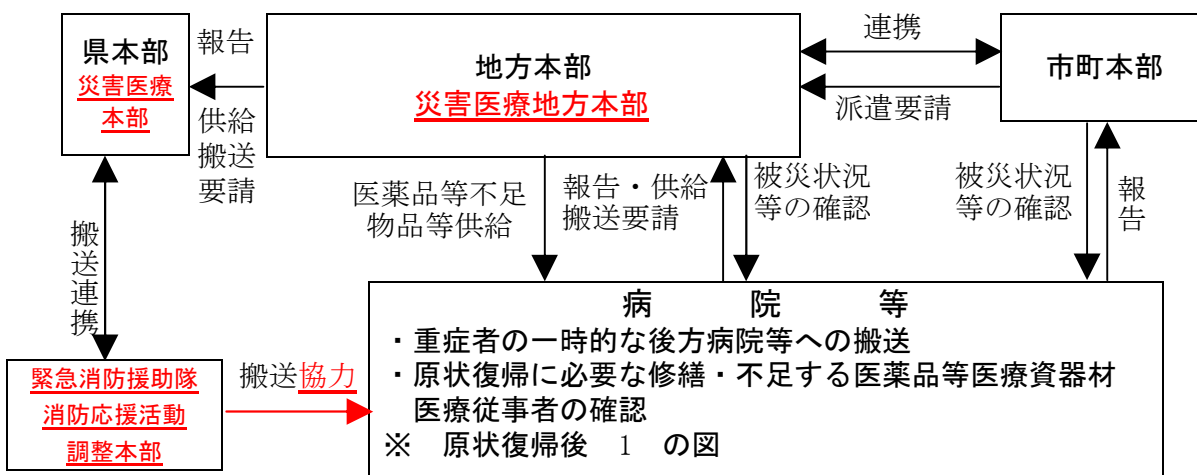 県本部
災害医療
本部
報告
供給
搬送
要請
地方本部
災害医療地方本部
連携
派遣要請
市町本部
医薬品等不足
物品等供給
報告・供給
搬送要請
被災状況
等の確認
被災状況
等の確認
報告
搬送連携
病院等
・重症者の一時的な後方病院等への搬送
・原状復帰に必要な修繕・不足する医薬品等医療資器材
医療従事者の確認
※ 原状復帰後 1 の図
緊急消防援助隊
消防応援活動
調整本部
搬送協力